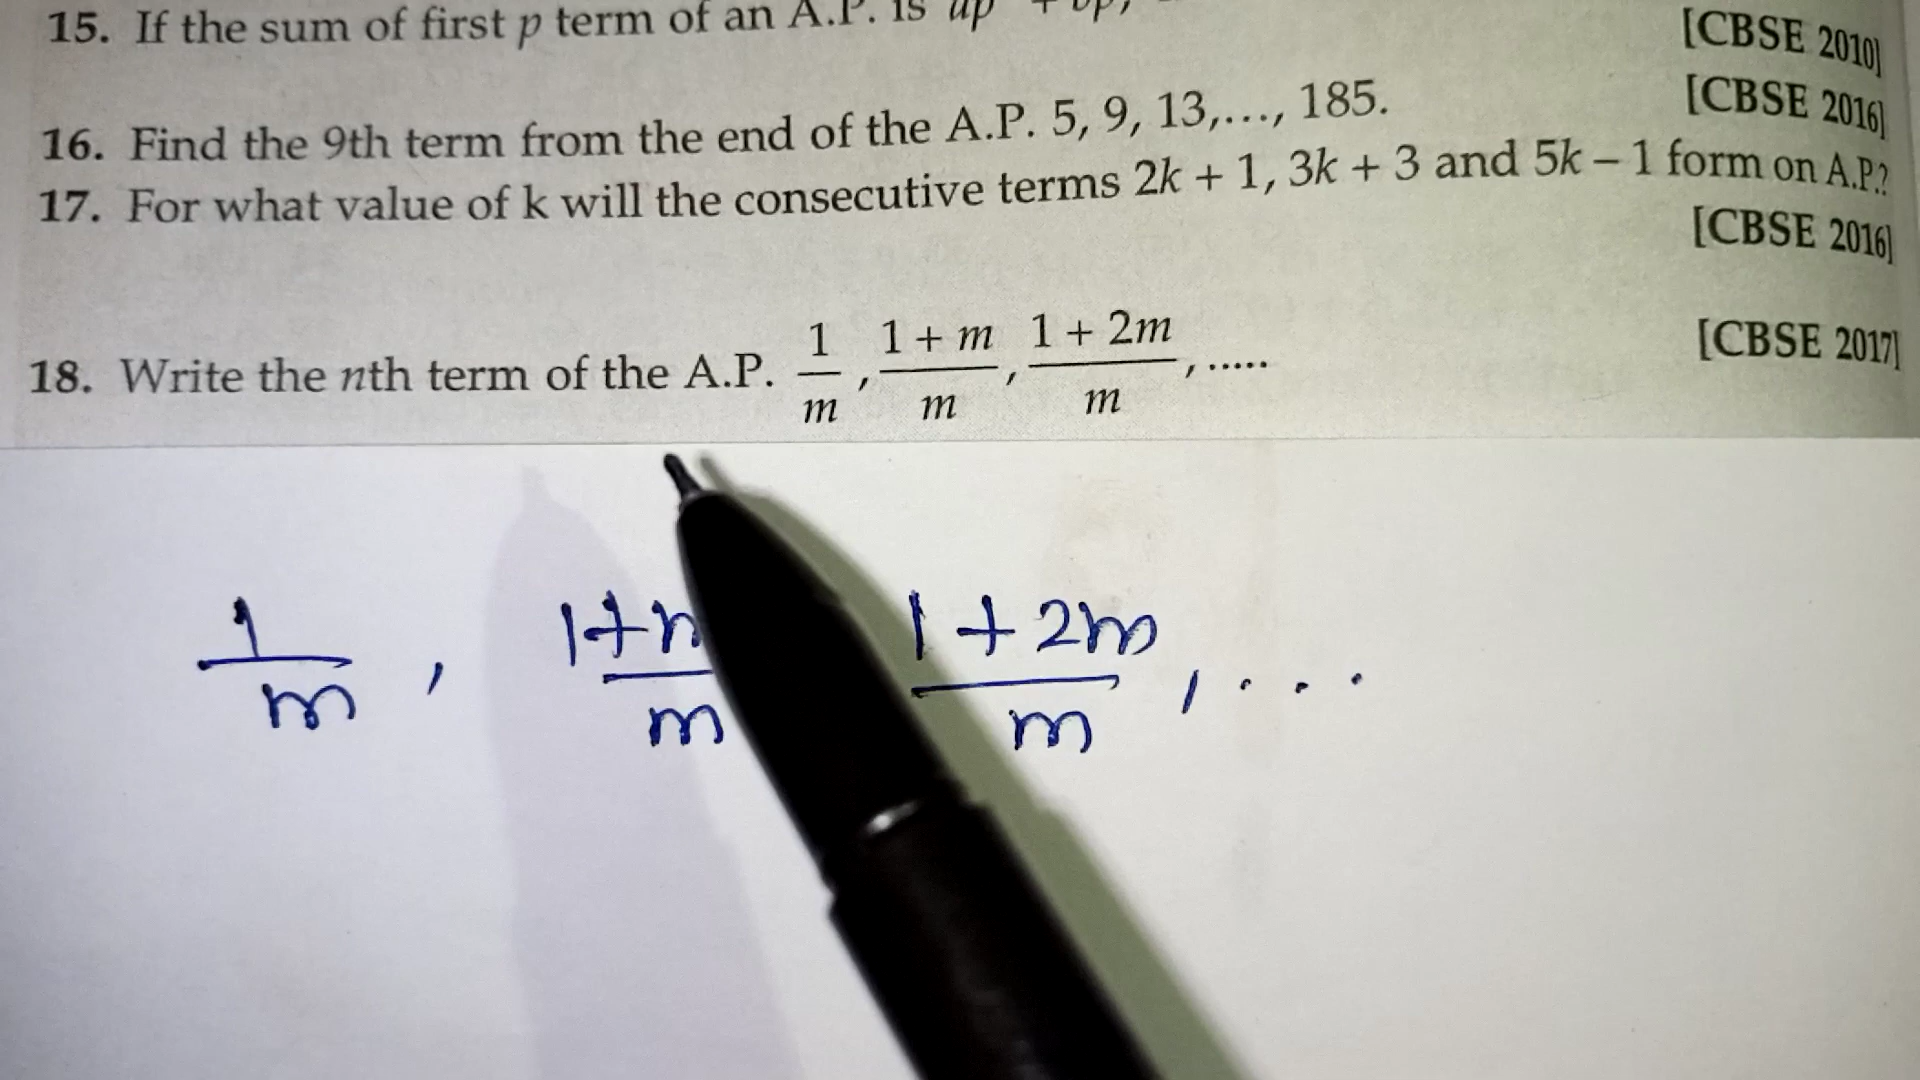 15. If the sum of first p term of an A.P. is ap + bp,
[CBSE 2010]
16. Find the 9th term from the end of the A.P. 5, 9, 13,..., 185.
[CBSE 2016]
17. For what value of k will the consecutive terms 2k + 1, 3k + 3 and 5k – 1 form on A.P.?
[CBSE 2016]
18. Write the nth term of the A.P. 1/m, (1 + m)/m, (1 + 2m)/m, .....
[CBSE 2017]
1/m, (1+m)/m (1+2m)/m, ...